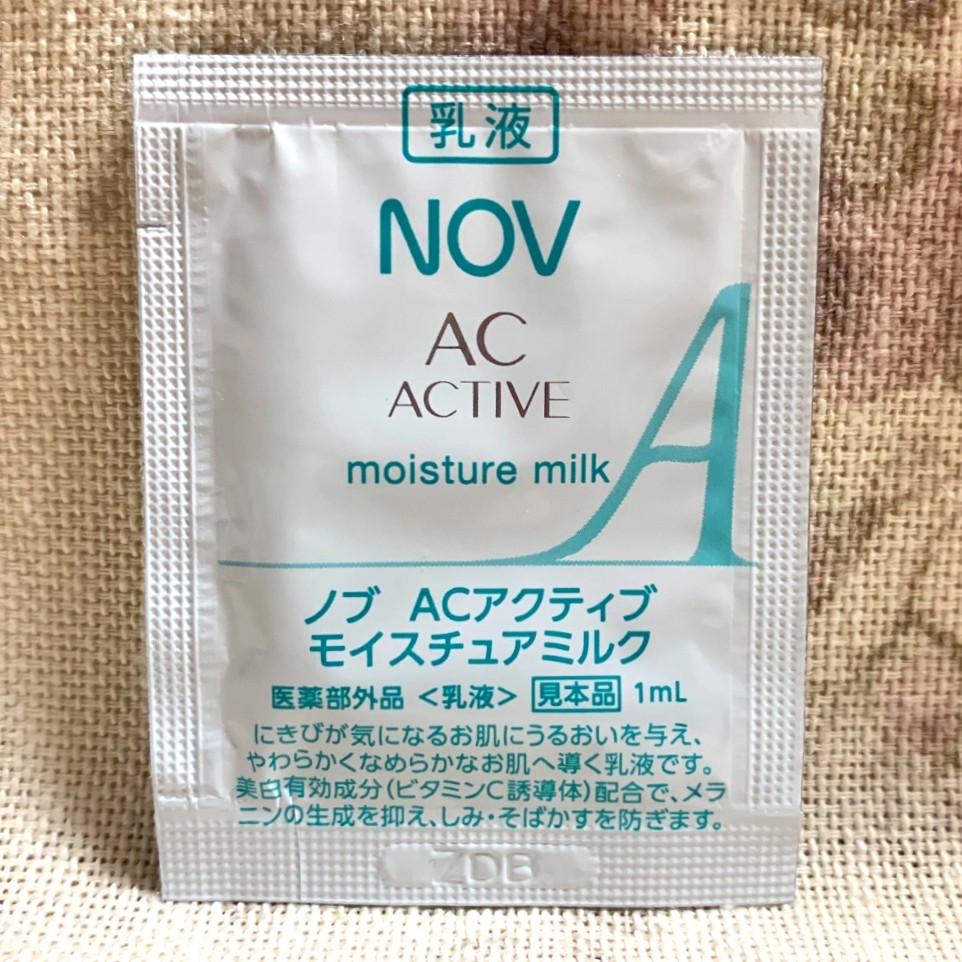 乳液
NOV
AC
ACTIVE
moisture milk
ノブ ACアクティブ
モイスチュアミルク
医薬部外品 <乳液> 見本品 1mL
にきびが気になるお肌にうるおいを与え、
やわらかくなめらかなお肌へ導く乳液です。
美白有効成分(ビタミンC誘導体)配合で、メラ
ニンの生成を抑え、しみ・そばかすを防ぎます。
ZDB